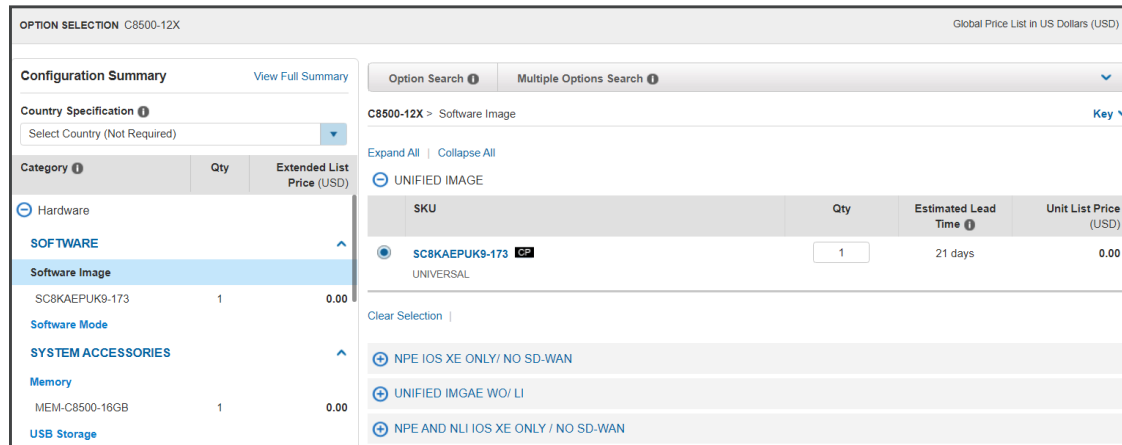 OPTION SELECTION C8500-12X
Global Price List in US Dollars (USD)
Configuration Summary
View Full Summary
Country Specification
Select Country (Not Required)
Category Qty Extended List
Price (USD)
Hardware
SOFTWARE
Software Image
SC8KAEPUK9-173 1 0.00
Software Mode
SYSTEM ACCESSORIES
Memory
MEM-C8500-16GB 1 0.00
USB Storage
Option Search Multiple Options Search
C8500-12X > Software Image
Key
Expand All | Collapse All
UNIFIED IMAGE
SKU Qty Estimated Lead Unit List Price
Time (USD)
SC8KAEPUK9-173 CP 1 21 days 0.00
UNIVERSAL
Clear Selection |
NPE IOS XE ONLY/ NO SD-WAN
UNIFIED IMGAE WO/ LI
NPE AND NLI IOS XE ONLY / NO SD-WAN